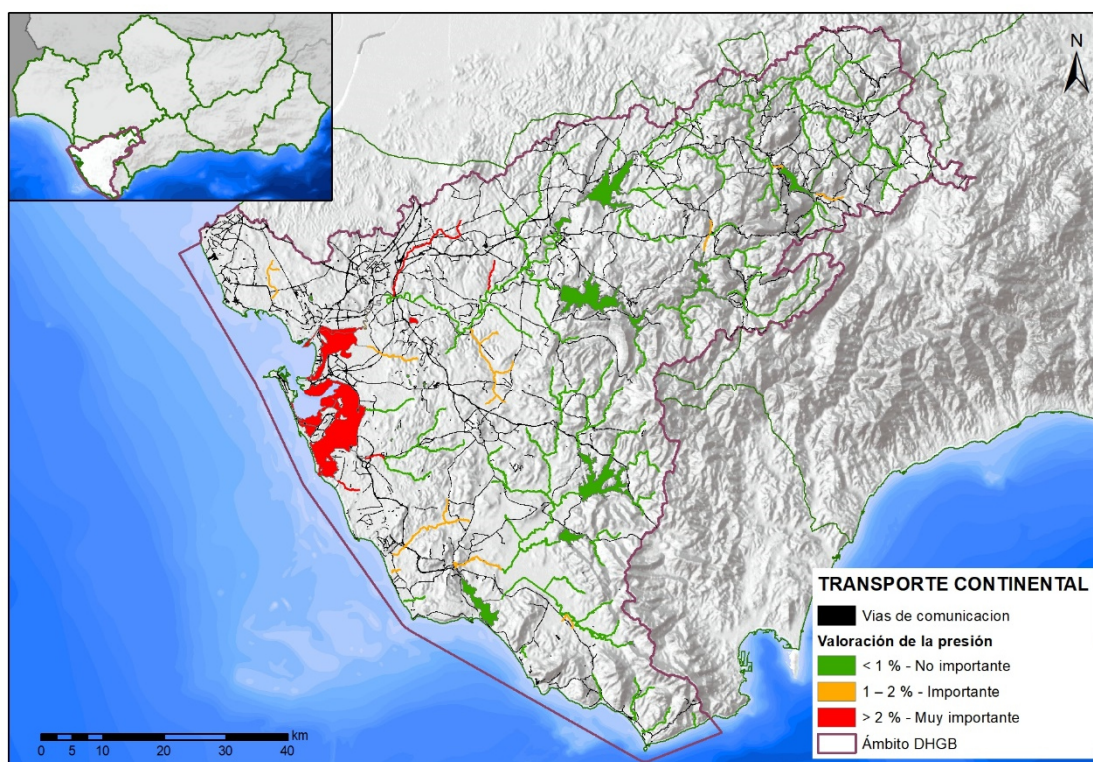 N
TRANSPORTE CONTINENTAL
Vias de comunicacion
Valoración de la presión
< 1 % - No importante
1 – 2 % - Importante
> 2 % - Muy importante
Ámbito DHGB
km
0 5 10 20 30 40